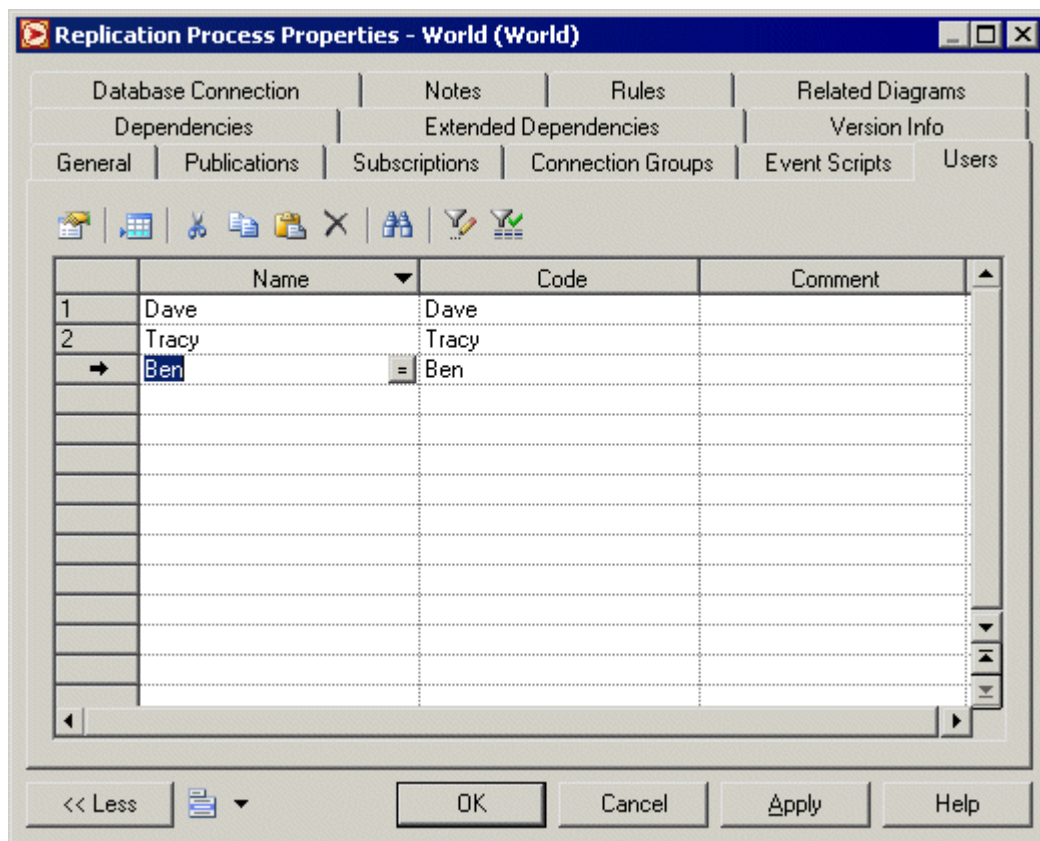 Replication Process Properties - World (World)
Database Connection Notes Rules Related Diagrams
Dependencies Extended Dependencies Version Info
General Publications Subscriptions Connection Groups Event Scripts Users
Name Code Comment
1 Dave Dave
2 Tracy Tracy
Ben = Ben
<< Less OK Cancel Apply Help